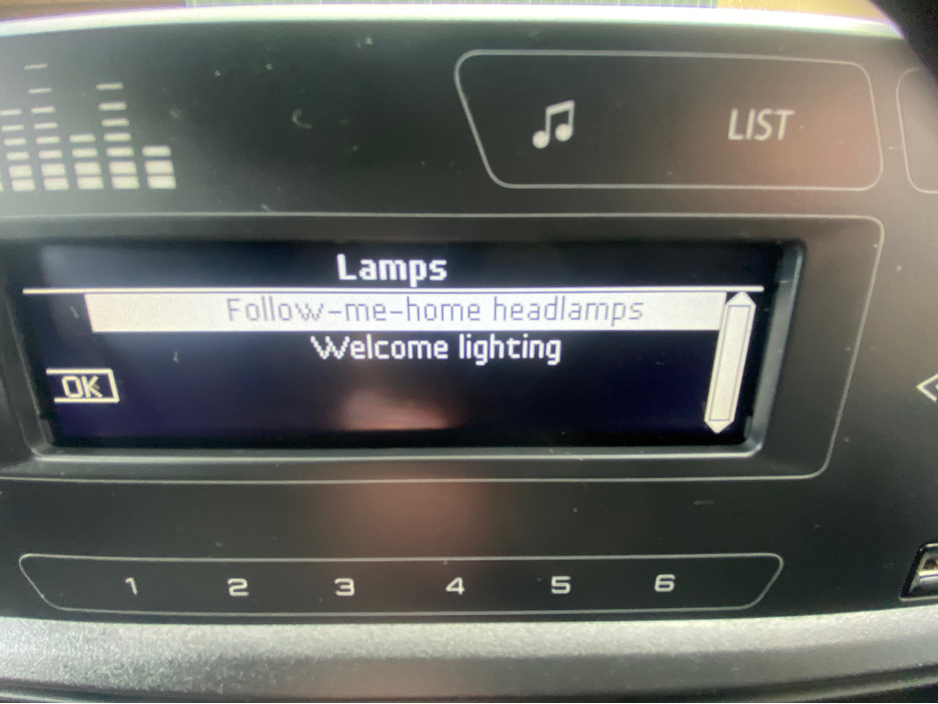 LIST
Lamps
Follow-me-home headlamps
Welcome lighting
OK
1 2 3 4 5 6